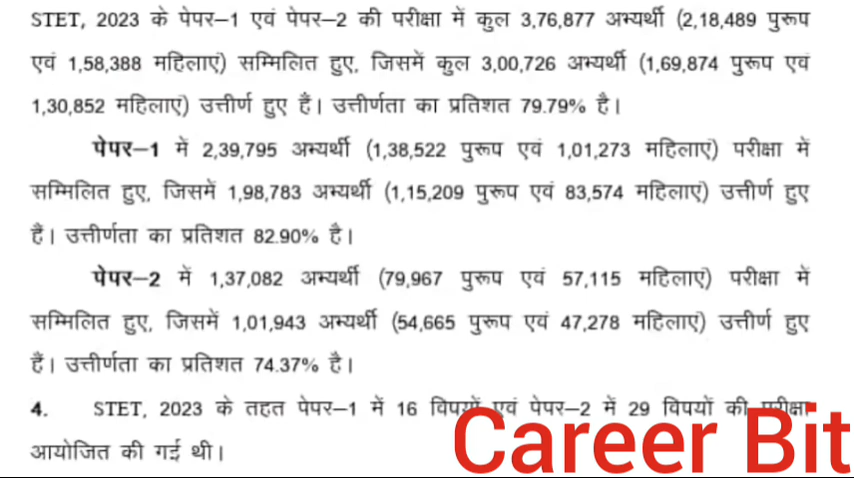 STET, 2023 के पेपर–1 एवं पेपर–2 की परीक्षा में कुल 3,76,877 अभ्यर्थी (2,18,489 पुरूष
एवं 1,58,388 महिलाएं) सम्मिलित हुए, जिसमें कुल 3,00,726 अभ्यर्थी (1,69,874 पुरूष एवं
1,30,852 महिलाएं) उत्तीर्ण हुए हैं। उत्तीर्णता का प्रतिशत 79.79% है।
पेपर–1 में 2,39,795 अभ्यर्थी (1,38,522 पुरूष एवं 1,01,273 महिलाएं) परीक्षा में
सम्मिलित हुए, जिसमें 1,98,783 अभ्यर्थी (1,15,209 पुरूष एवं 83,574 महिलाएं) उत्तीर्ण हुए
हैं। उत्तीर्णता का प्रतिशत 82.90% है।
पेपर–2 में 1,37,082 अभ्यर्थी (79,967 पुरूष एवं 57,115 महिलाएं) परीक्षा में
सम्मिलित हुए, जिसमें 1,01,943 अभ्यर्थी (54,665 पुरूष एवं 47,278 महिलाएं) उत्तीर्ण हुए
हैं। उत्तीर्णता का प्रतिशत 74.37% है।
4. STET, 2023 के तहत पेपर–1 में 16 विषयों एवं पेपर–2 में 29 विषयों की परीक्षा
आयोजित की गई थी।
Career Bit